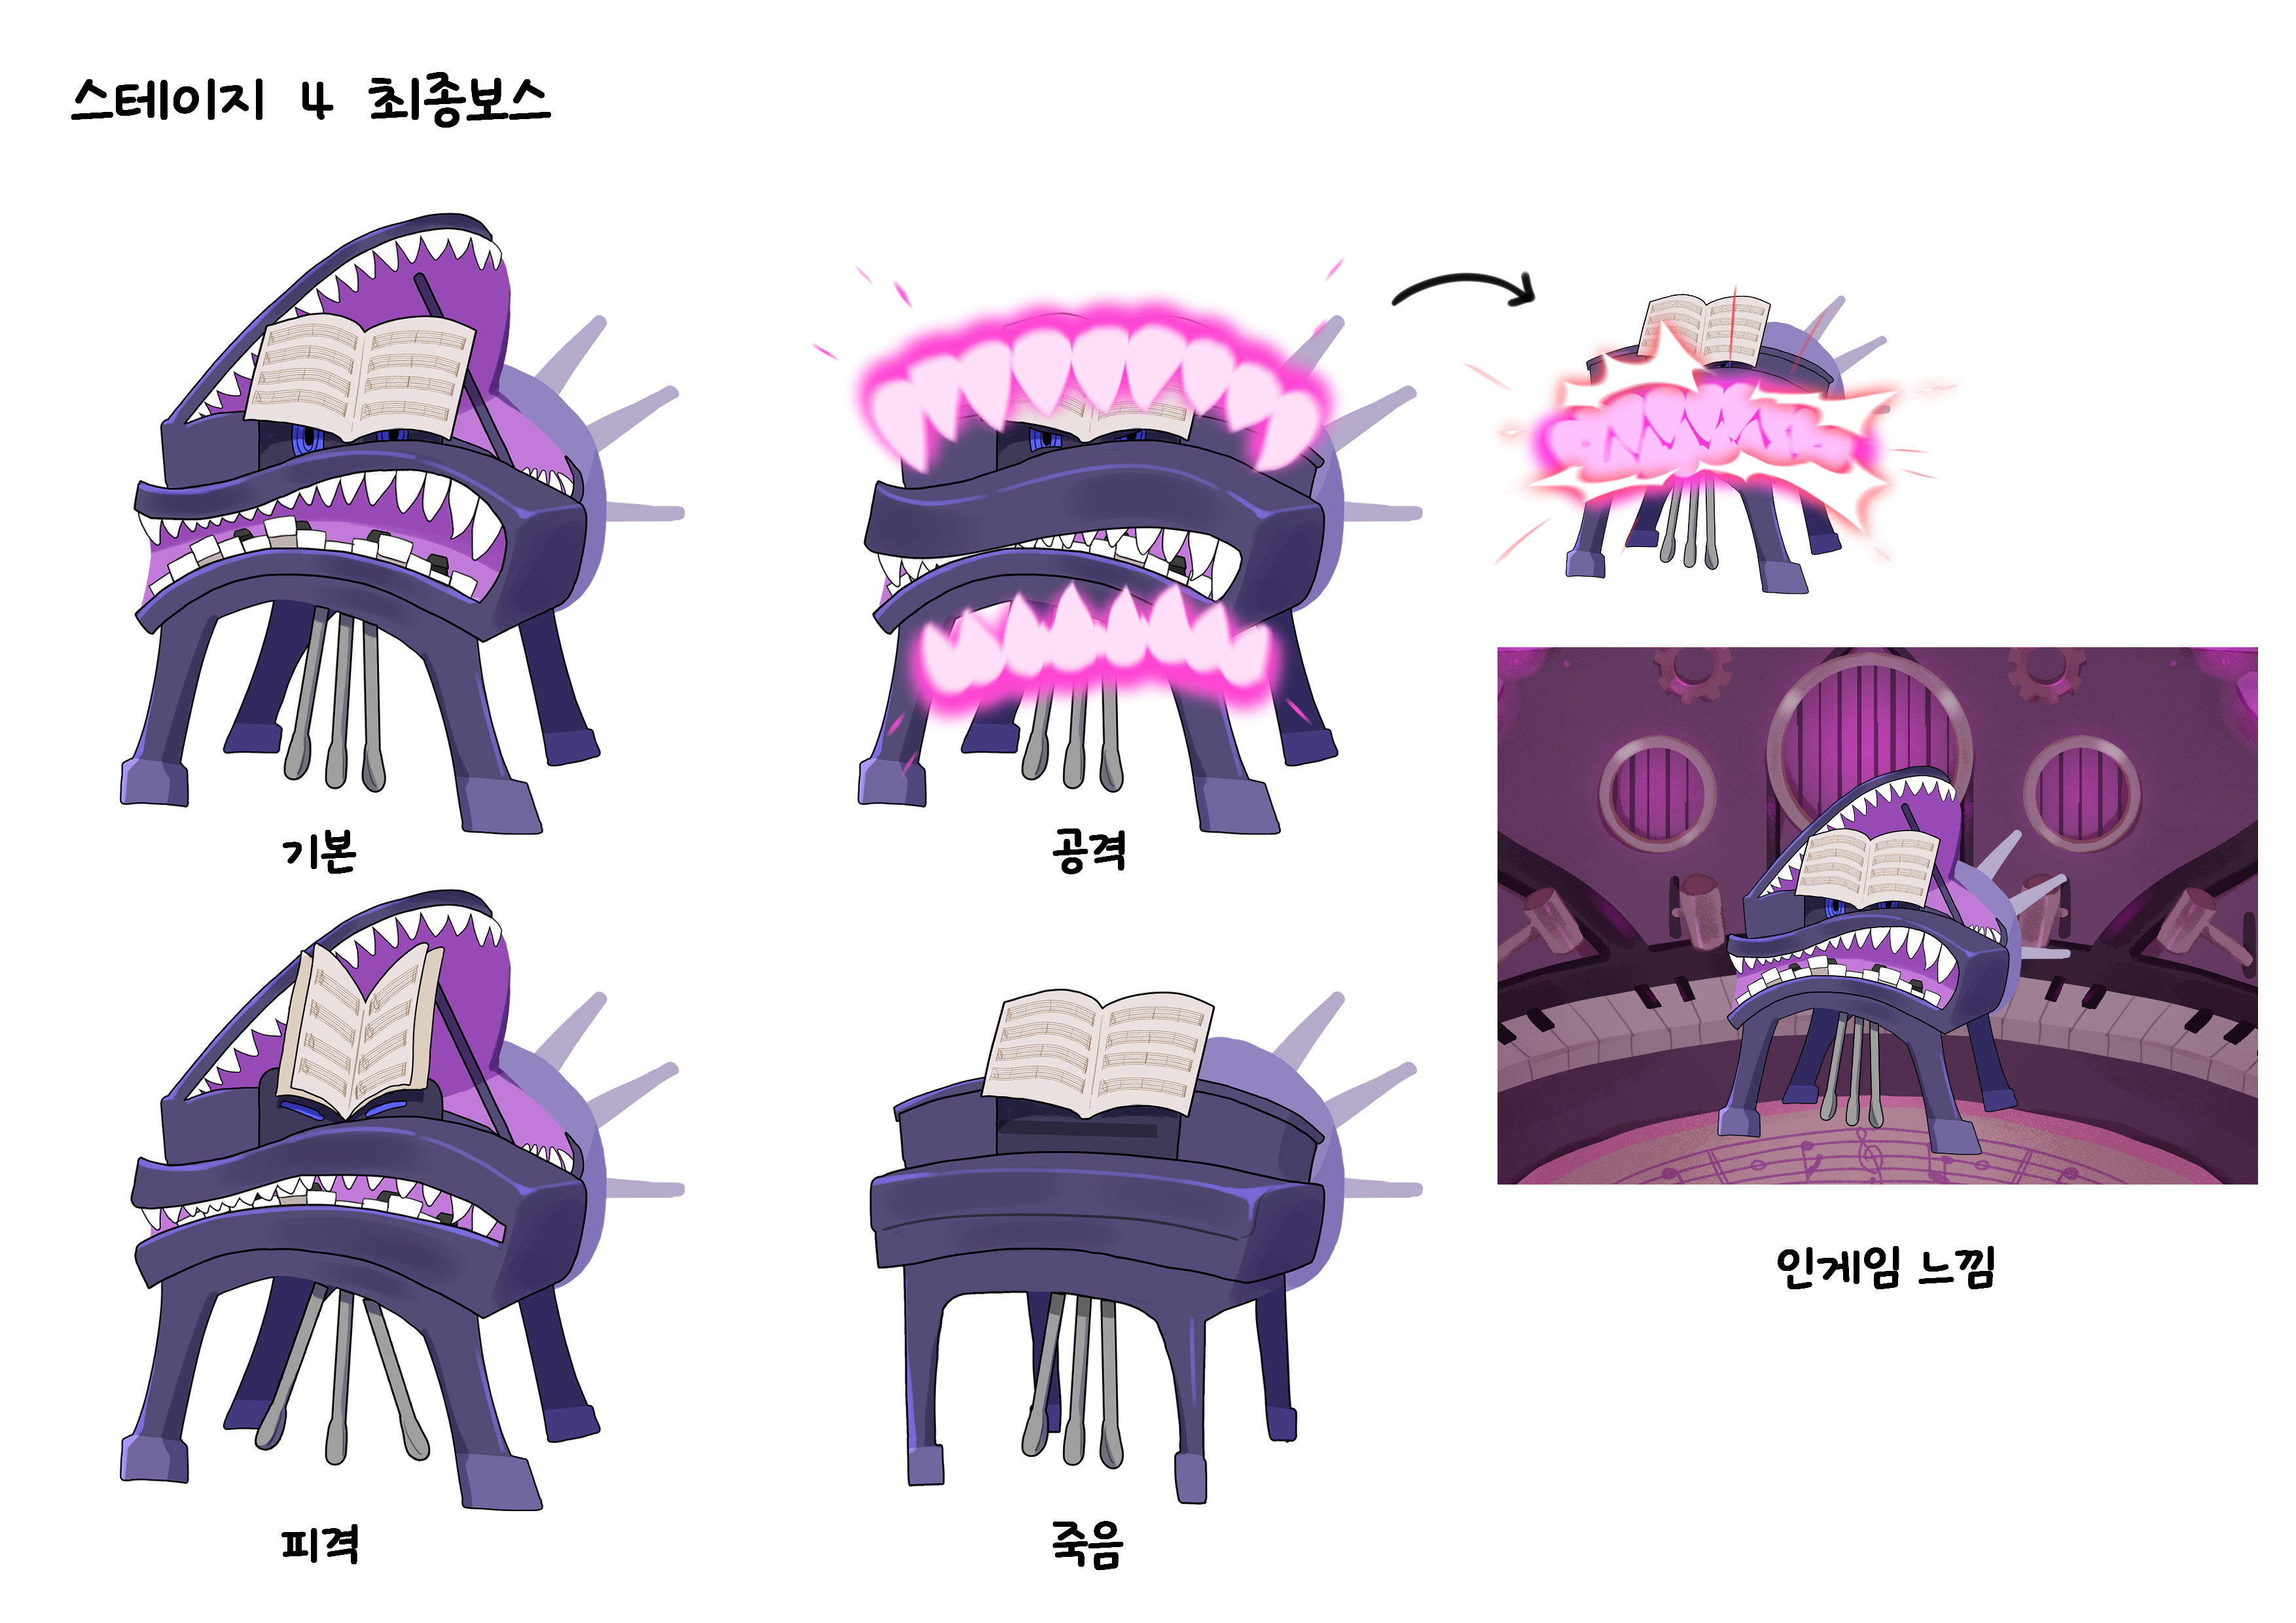 스테이지 4 최종보스
기본
공격
인게임 느낌
피격
죽음